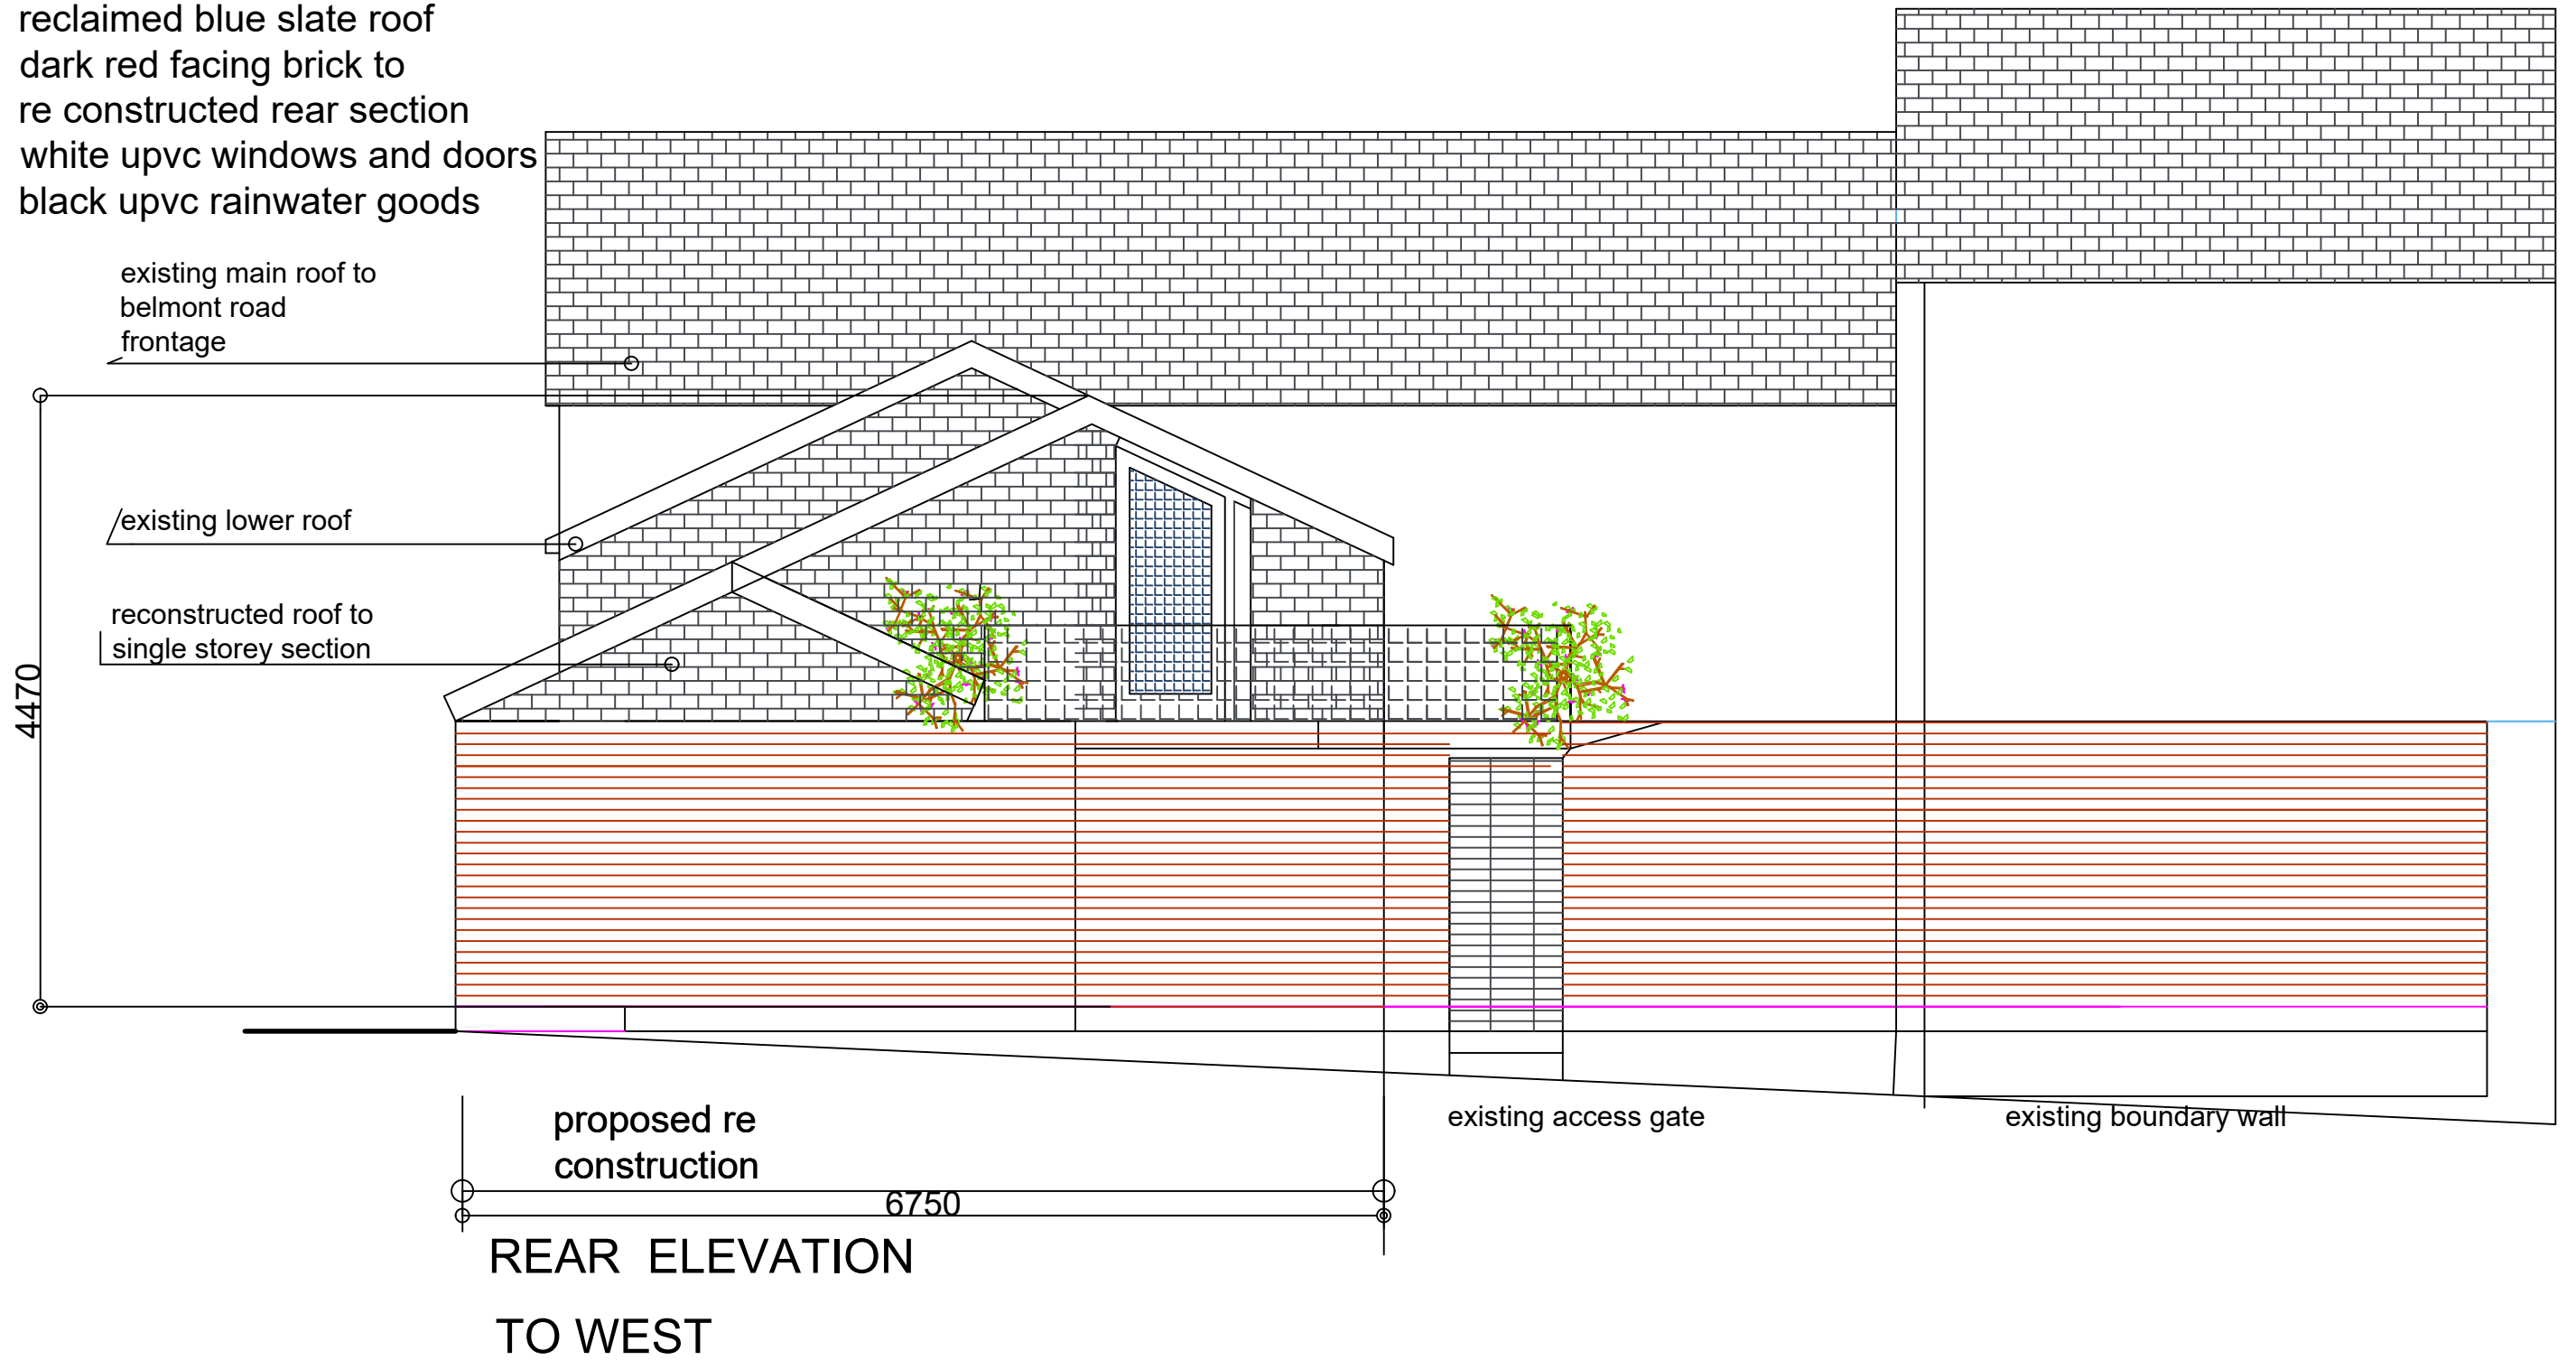 reclaimed blue slate roof
dark red facing brick to
re constructed rear section
white upvc windows and doors
black upvc rainwater goods
existing main roof to
belmont road
frontage
existing lower roof
reconstructed roof to
single storey section
4470
proposed re
construction
existing access gate
existing boundary wall
6750
REAR ELEVATION
TO WEST